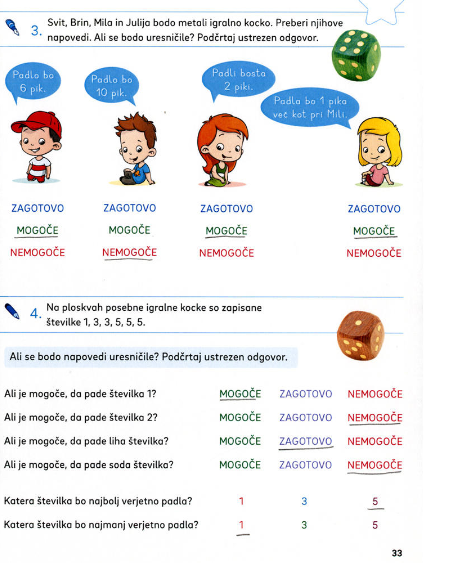 3. Svit, Brin, Mila in Julija bodo metali igralno kocko. Preberi njihove
napovedi. Ali se bodo uresničile? Podčrtaj ustrezen odgovor.
Padlo bo
6 pik.
Padlo bo
10 pik.
Padli bosta
2 piki.
Padla bo 1 pika
več kot pri Mili.
ZAGOTOVO ZAGOTOVO ZAGOTOVO ZAGOTOVO
MOGOČE MOGOČE MOGOČE MOGOČE
NEMOGOČE NEMOGOČE NEMOGOČE NEMOGOČE
4. Na ploskvah posebne igralne kocke so zapisane
številke 1, 3, 3, 5, 5, 5.
Ali se bodo napovedi uresničile? Podčrtaj ustrezen odgovor.
Ali je mogoče, da pade številka 1? MOGOČE ZAGOTOVO NEMOGOČE
Ali je mogoče, da pade številka 2? MOGOČE ZAGOTOVO NEMOGOČE
Ali je mogoče, da pade liha številka? MOGOČE ZAGOTOVO NEMOGOČE
Ali je mogoče, da pade soda številka? MOGOČE ZAGOTOVO NEMOGOČE
Katera številka bo najbolj verjetno padla? 1 3 5
Katera številka bo najmanj verjetno padla? 1 3 5
33